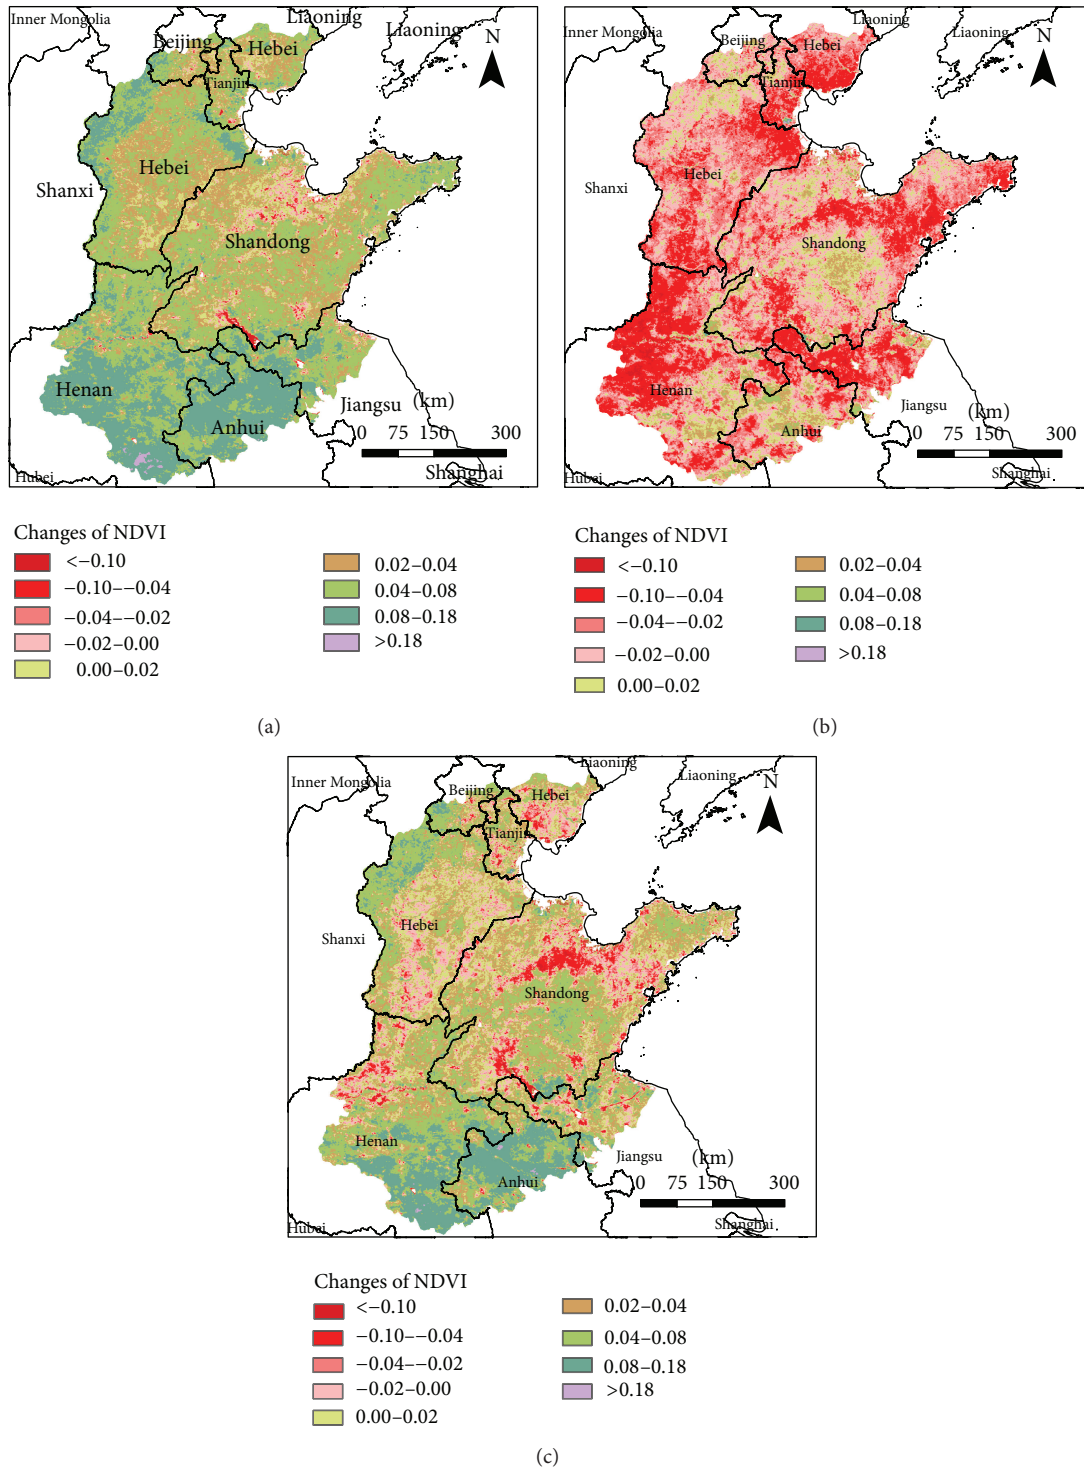 Inner Mongolia
Liaoning
Beijing
Hebei
Liaoning
N
Tianjin
Hebei
Shanxi
Shandong
Henan
Jiangsu
(km)
Anhui
0 75 150 300
Shanghai
Hubei
Changes of NDVI
<−0.10
−0.10–−0.04
−0.04–−0.02
−0.02–0.00
0.00–0.02
0.02–0.04
0.04–0.08
0.08–0.18
>0.18
(a)
Liaoning
Inner Mongolia
Beijing
Hebei
Liaoning
N
Tianjin
Hebei
Shanxi
Shandong
Henan
Jiangsu
(km)
Anhui
0 75 150 300
Shanghai
Hubei
Changes of NDVI
<−0.10
−0.10–−0.04
−0.04–−0.02
−0.02–0.00
0.00–0.02
0.02–0.04
0.04–0.08
0.08–0.18
>0.18
(b)
Liaoning
Inner Mongolia
Beijing
Hebei
Liaoning
N
Tianjin
Hebei
Shanxi
Shandong
Henan
Jiangsu
(km)
Anhui
0 75 150 300
Shanghai
Hubei
Changes of NDVI
<−0.10
−0.10–−0.04
−0.04–−0.02
−0.02–0.00
0.00–0.02
0.02–0.04
0.04–0.08
0.08–0.18
>0.18
(c)